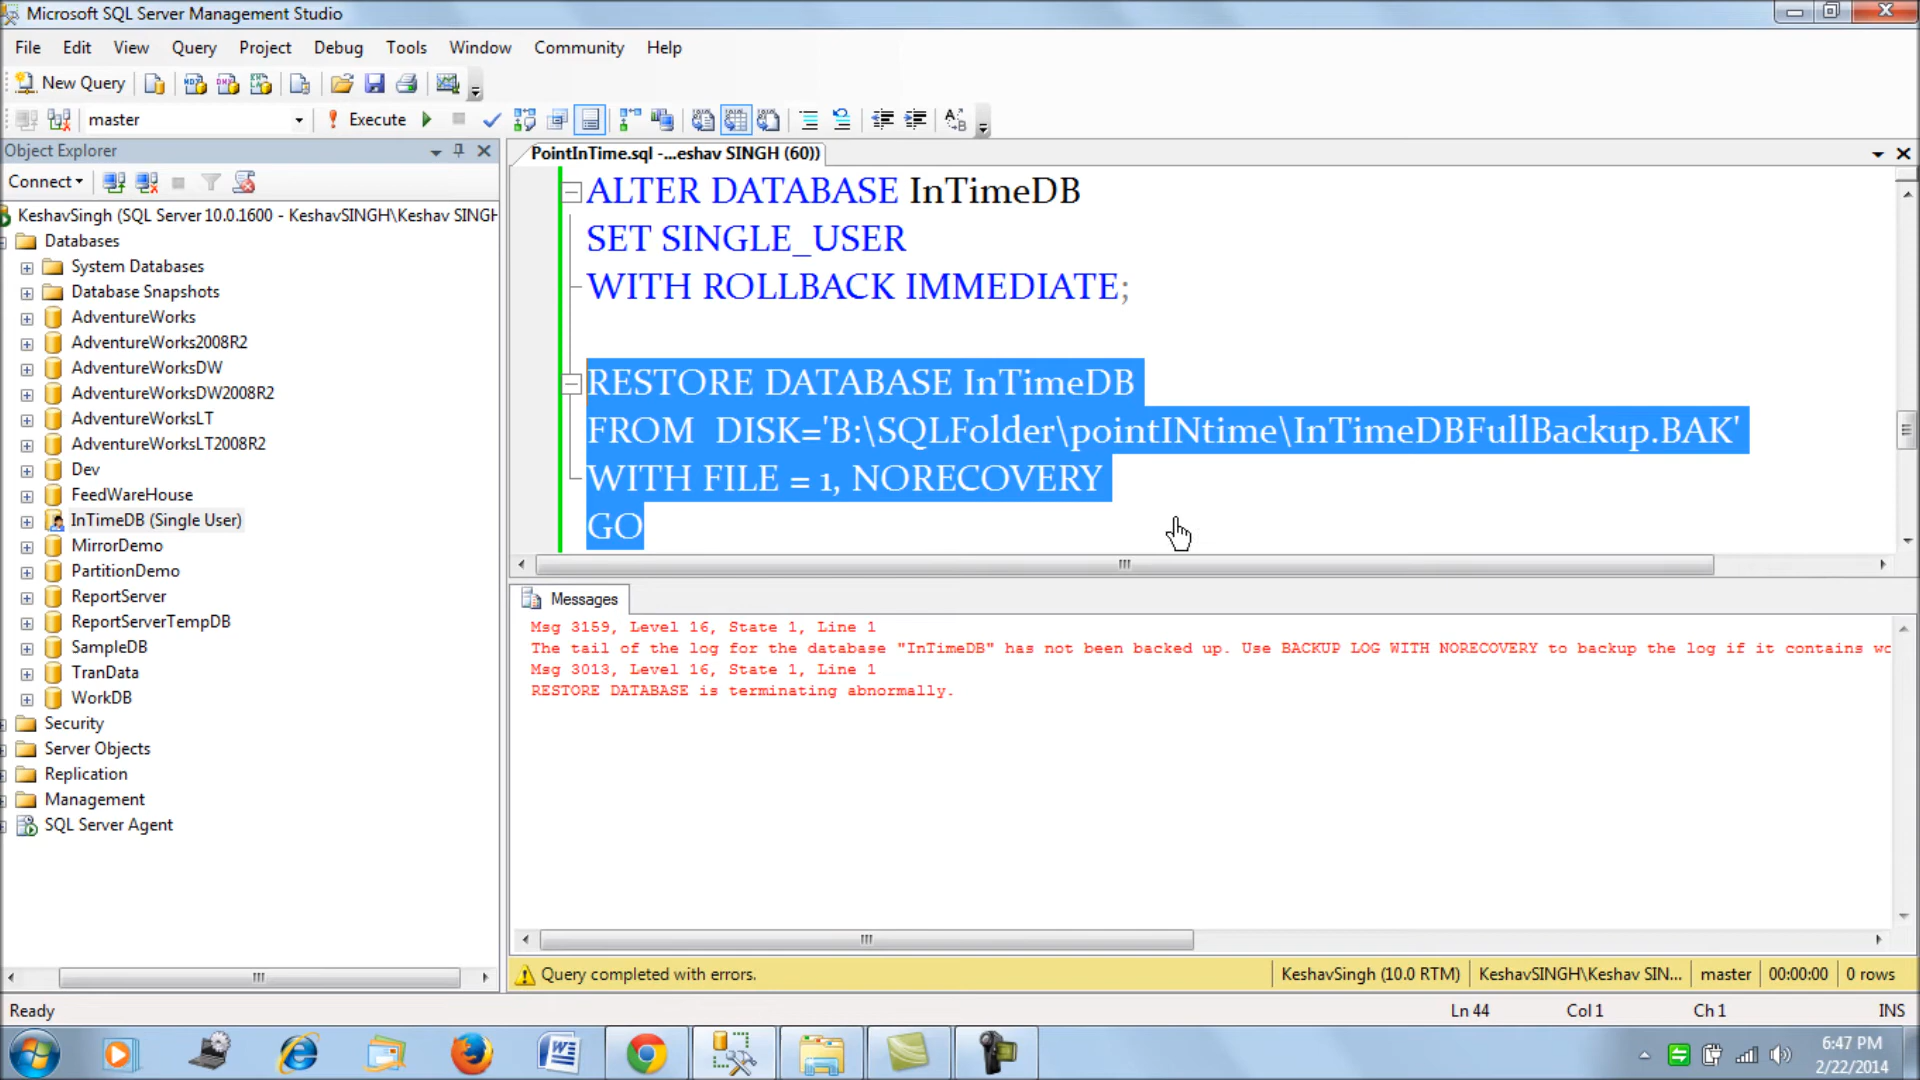 Microsoft SQL Server Management Studio
File Edit View Query Project Debug Tools Window Community Help
New Query
master Execute
Object Explorer
Connect
KeshavSingh (SQL Server 10.0.1600 - KeshavSINGH\Keshav SINGH
Databases
System Databases
Database Snapshots
AdventureWorks
AdventureWorks2008R2
AdventureWorksDW
AdventureWorksDW2008R2
AdventureWorksLT
AdventureWorksLT2008R2
Dev
FeedWareHouse
InTimeDB (Single User)
MirrorDemo
PartitionDemo
ReportServer
ReportServerTempDB
SampleDB
TranData
WorkDB
Security
Server Objects
Replication
Management
SQL Server Agent
PointInTime.sql -...eshav SINGH (60))
ALTER DATABASE InTimeDB
SET SINGLE_USER
WITH ROLLBACK IMMEDIATE;
RESTORE DATABASE InTimeDB
FROM DISK='B:\SQLFolder\pointINtime\InTimeDBFullBackup.BAK'
WITH FILE = 1, NORECOVERY
GO
Messages
Msg 3159, Level 16, State 1, Line 1
The tail of the log for the database "InTimeDB" has not been backed up. Use BACKUP LOG WITH NORECOVERY to backup the log if it contains wo
Msg 3013, Level 16, State 1, Line 1
RESTORE DATABASE is terminating abnormally.
Query completed with errors. KeshavSingh (10.0 RTM) KeshavSINGH\Keshav SIN... master 00:00:00 0 rows
Ready Ln 44 Col 1 Ch 1 INS
6:47 PM
2/22/2014